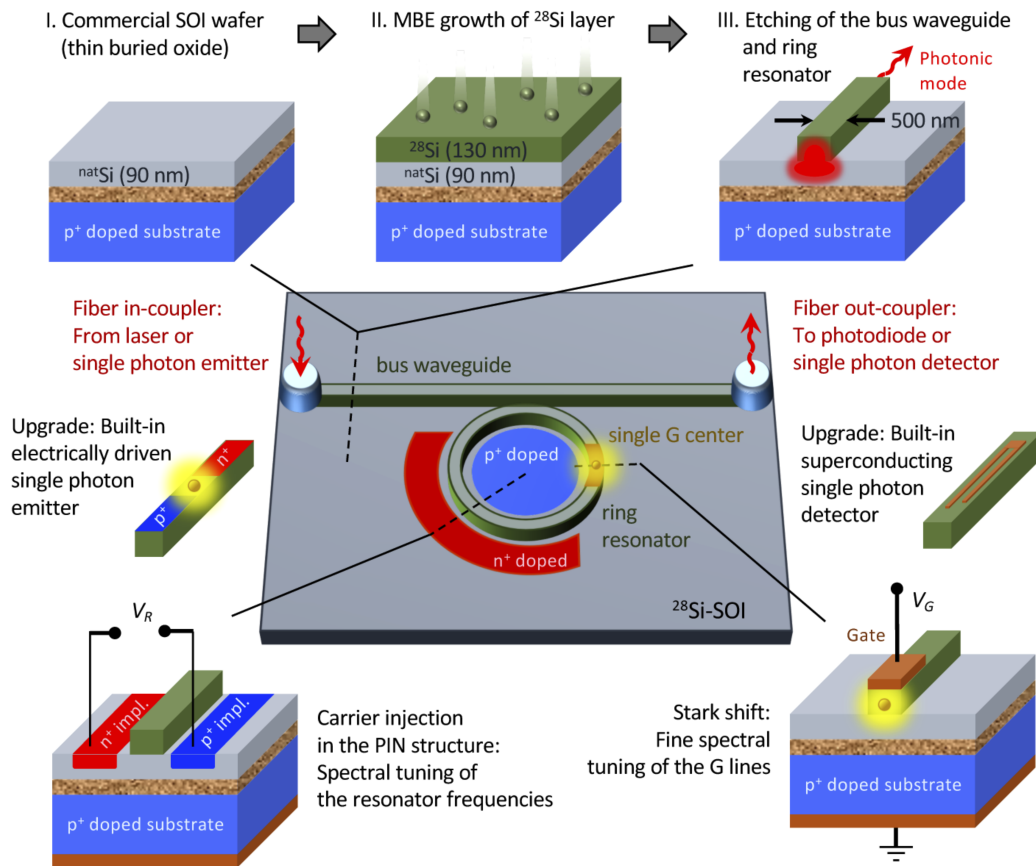 I. Commercial SOI wafer
(thin buried oxide)
II. MBE growth of ²⁸Si layer
III. Etching of the bus waveguide
and ring
resonator
Photonic
mode
500 nm
ⁿᵃᵗSi (90 nm)
p⁺ doped substrate
²⁸Si (130 nm)
ⁿᵃᵗSi (90 nm)
p⁺ doped substrate
p⁺ doped substrate
Fiber in-coupler:
From laser or
single photon emitter
Fiber out-coupler:
To photodiode or
single photon detector
bus waveguide
Upgrade: Built-in
electrically driven
single photon
emitter
n⁺
p⁺
p⁺ doped
single G center
ring
resonator
n⁺ doped
²⁸Si-SOI
Upgrade: Built-in
superconducting
single photon
detector
V_R
n⁺ impl.
p⁺ impl.
p⁺ doped substrate
Carrier injection
in the PIN structure:
Spectral tuning of
the resonator frequencies
Stark shift:
Fine spectral
tuning of the G lines
V_G
Gate
p⁺ doped substrate